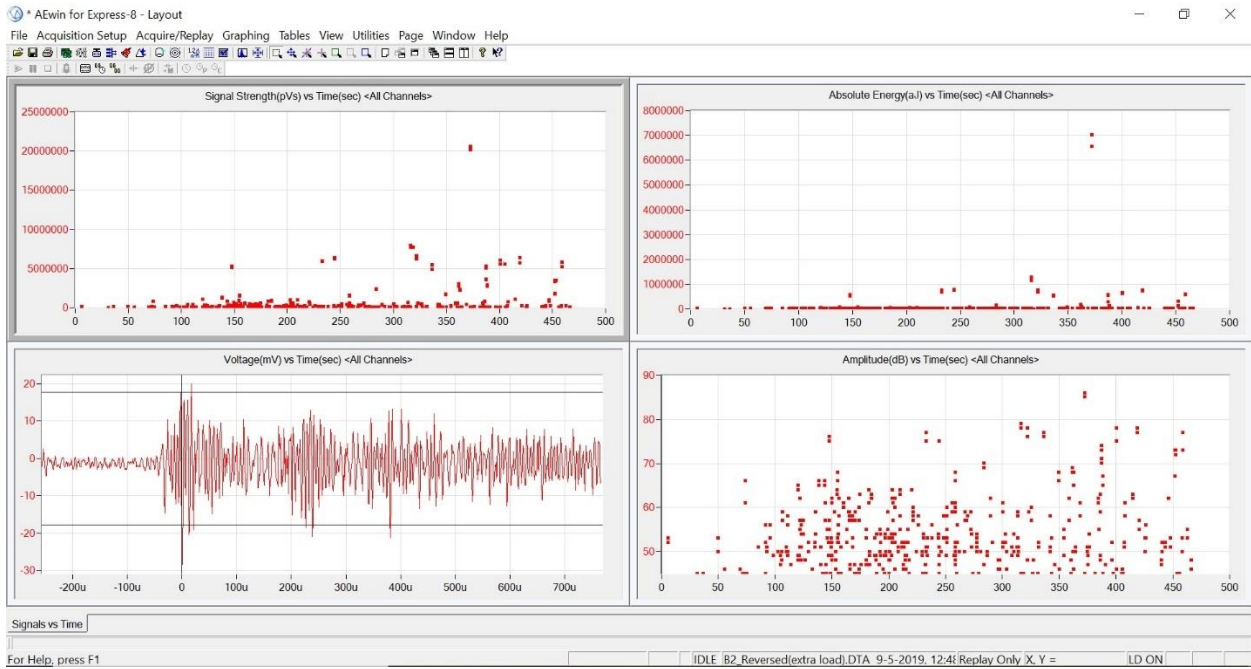 * AEwin for Express-8 - Layout
File Acquisition Setup Acquire/Replay Graphing Tables View Utilities Page Window Help
Signal Strength(pVs) vs Time(sec) <All Channels>
25000000
20000000
15000000
10000000
5000000
0
0 50 100 150 200 250 300 350 400 450 500
Absolute Energy(aJ) vs Time(sec) <All Channels>
8000000
7000000
6000000
5000000
4000000
3000000
2000000
1000000
0
0 50 100 150 200 250 300 350 400 450 500
Voltage(mV) vs Time(sec) <All Channels>
20
10
0
-10
-20
-30
-200u -100u 0 100u 200u 300u 400u 500u 600u 700u
Amplitude(dB) vs Time(sec) <All Channels>
90
80
70
60
50
0 50 100 150 200 250 300 350 400 450 500
Signals vs Time
For Help, press F1 IDLE B2_Reversed(extra load).DTA 9-5-2019, 12:48 Replay Only X, Y = LD ON